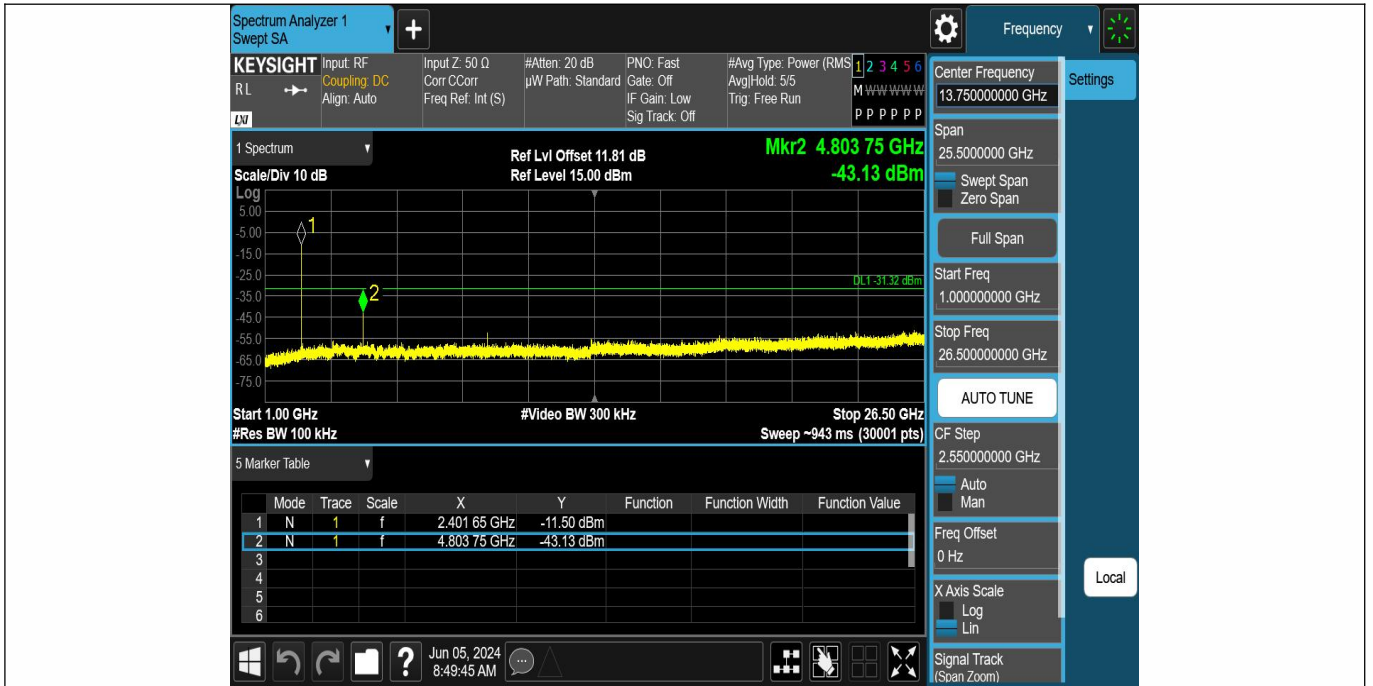 Spectrum Analyzer 1
Swept SA
+
Frequency
KEYSIGHT
RL
LXI
Input: RF
Coupling: DC
Align: Auto
Input Z: 50 Ω
Corr CCorr
Freq Ref: Int (S)
#Atten: 20 dB
µW Path: Standard
PNO: Fast
Gate: Off
IF Gain: Low
Sig Track: Off
#Avg Type: Power (RMS
Avg|Hold: 5/5
Trig: Free Run
1 2 3 4 5 6
M W W W W W
P P P P P P
1 Spectrum
Scale/Div 10 dB
Ref Lvl Offset 11.81 dB
Ref Level 15.00 dBm
Mkr2 4.803 75 GHz
-43.13 dBm
Log
5.00
-5.00
-15.0
-25.0
-35.0
-45.0
-55.0
-65.0
-75.0
1
2
DL1 -31.32 dBm
Start 1.00 GHz
#Res BW 100 kHz
#Video BW 300 kHz
Stop 26.50 GHz
Sweep ~943 ms (30001 pts)
5 Marker Table
Mode Trace Scale X Y Function Function Width Function Value
1 N 1 f 2.401 65 GHz -11.50 dBm
2 N 1 f 4.803 75 GHz -43.13 dBm
3
4
5
6
?
Jun 05, 2024
8:49:45 AM
Center Frequency
13.750000000 GHz
Settings
Span
25.5000000 GHz
Swept Span
Zero Span
Full Span
Start Freq
1.000000000 GHz
Stop Freq
26.500000000 GHz
AUTO TUNE
CF Step
2.550000000 GHz
Auto
Man
Freq Offset
0 Hz
X Axis Scale
Log
Lin
Local
Signal Track
(Span Zoom)